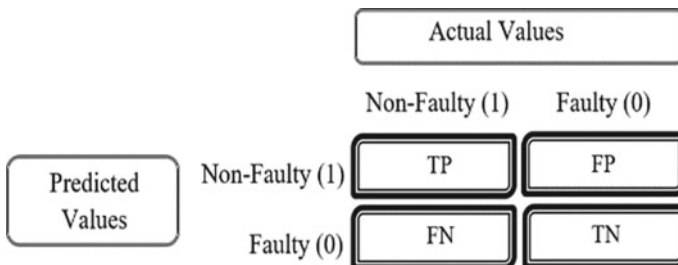 Actual Values
Non-Faulty (1) Faulty (0)
Predicted
Values
Non-Faulty (1) TP FP
Faulty (0) FN TN